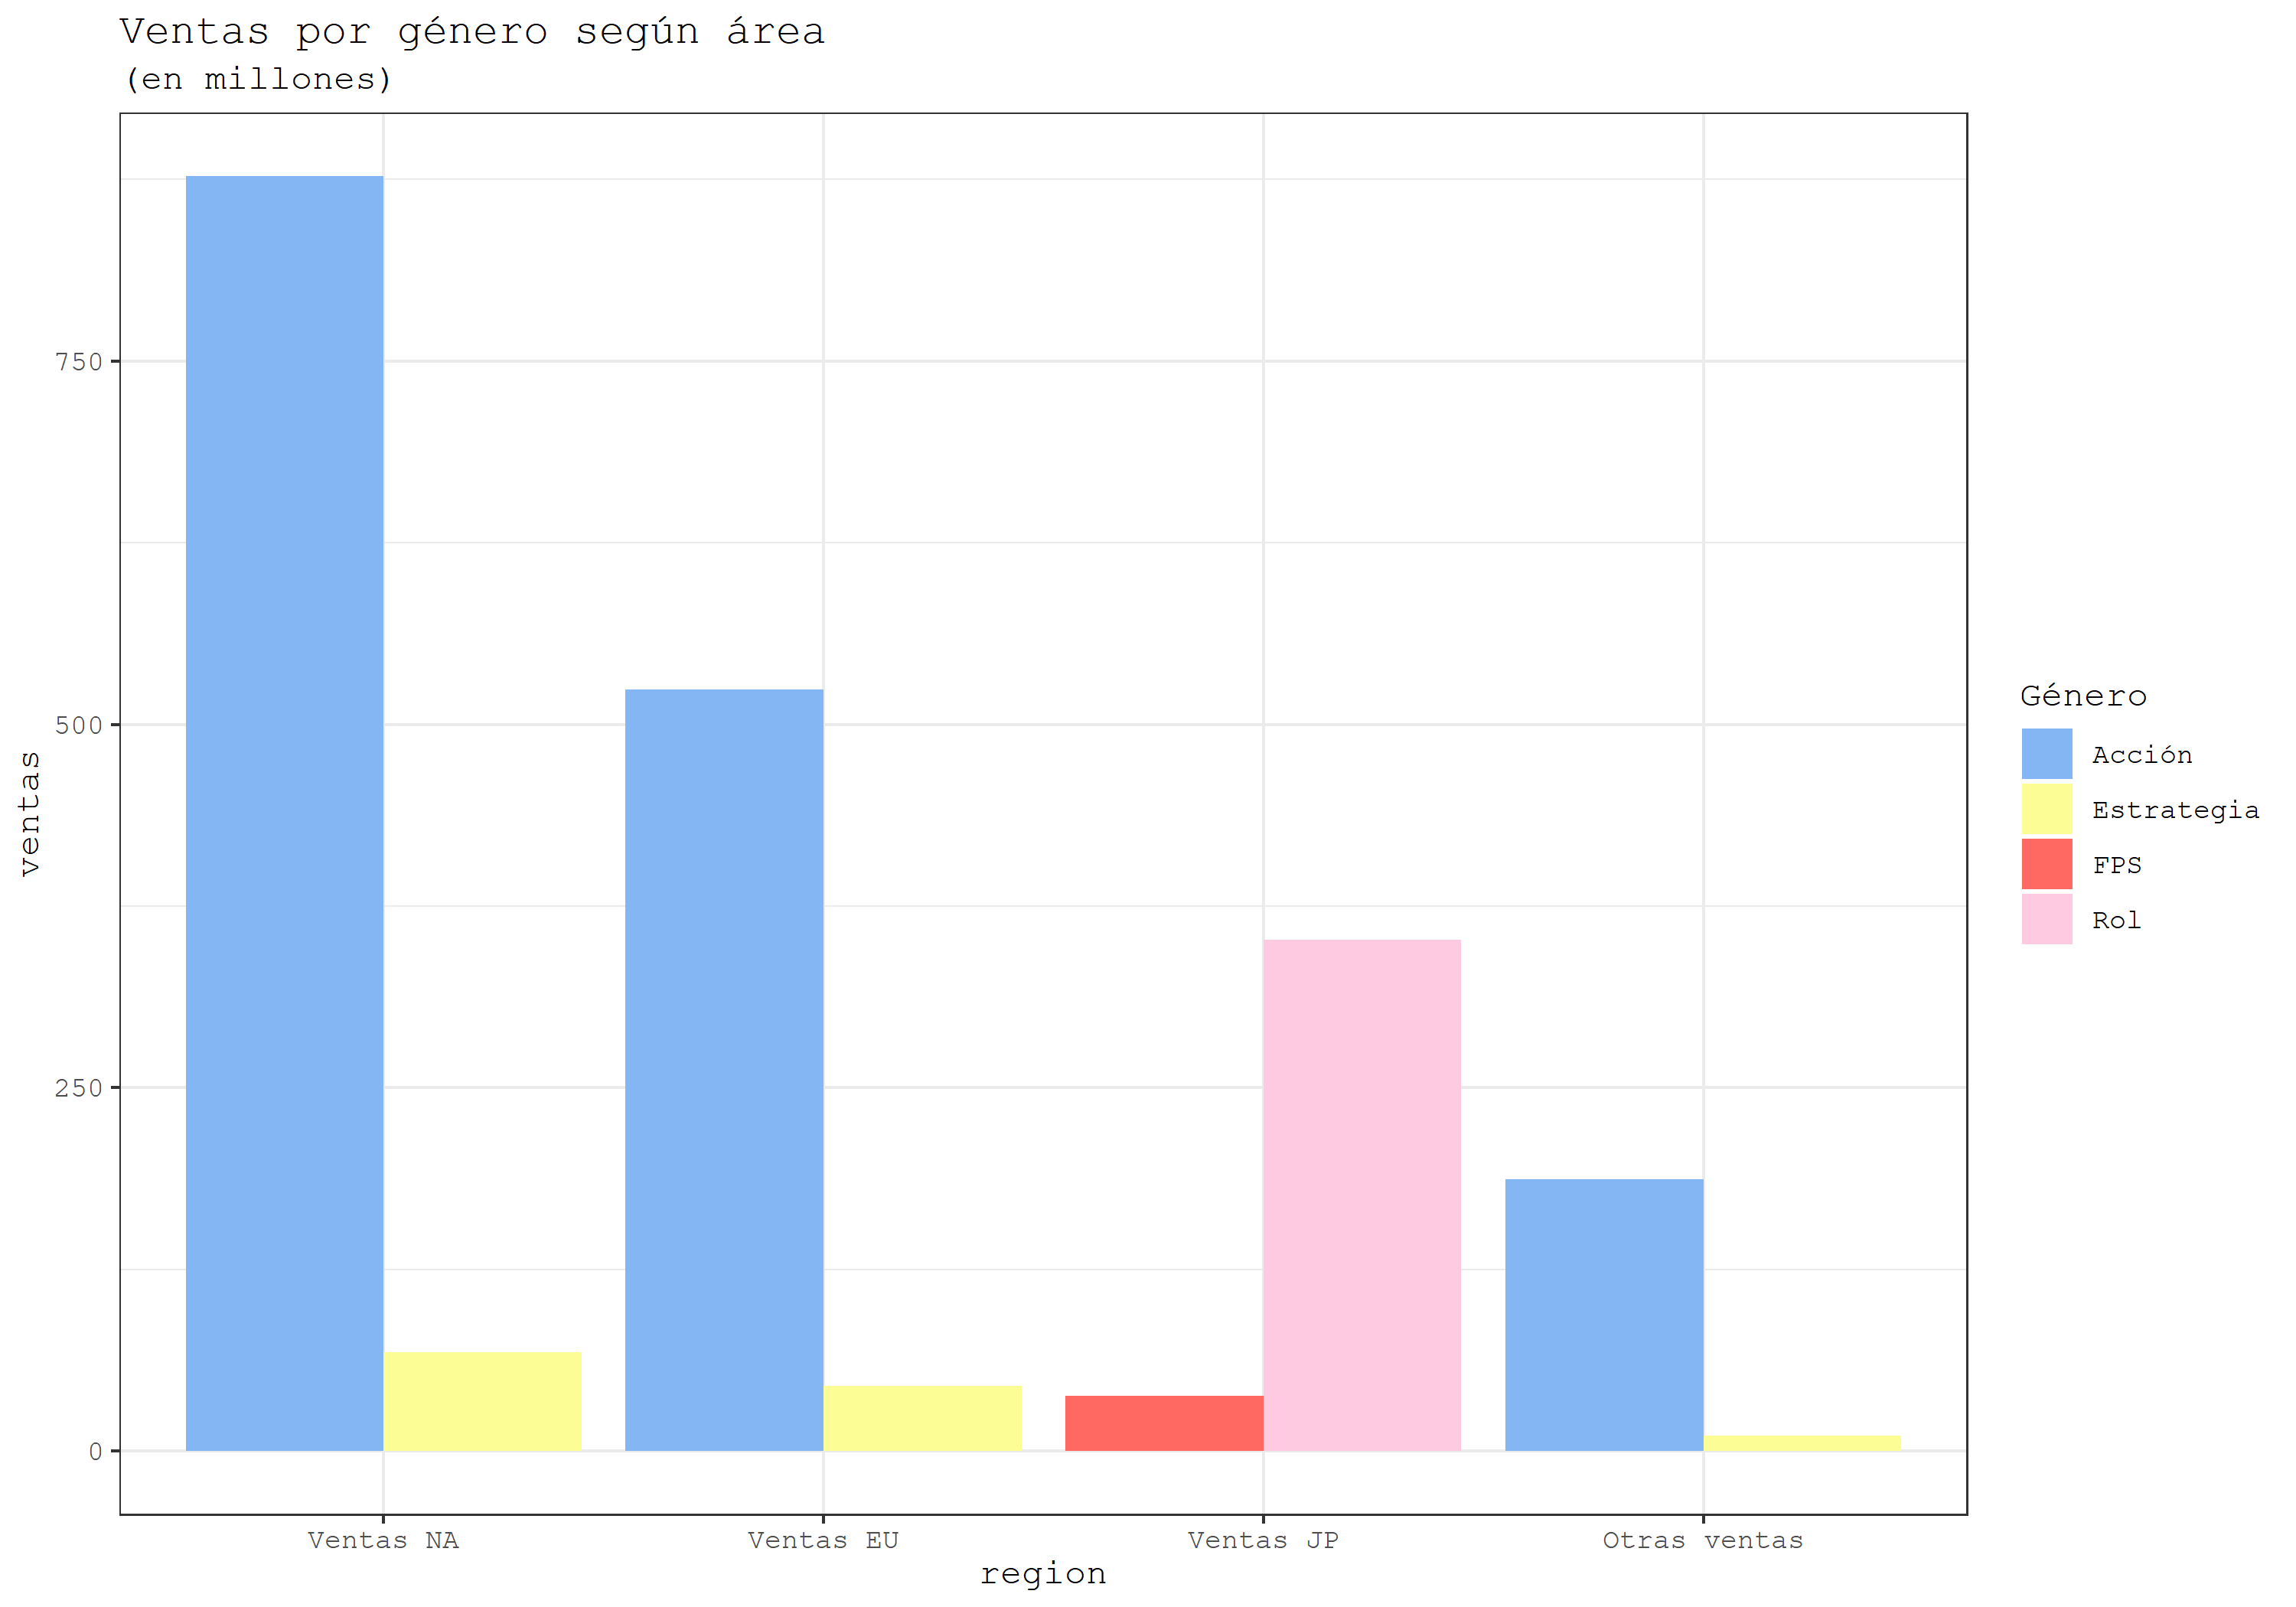 Ventas por género según área
(en millones)
750
500
250
0
ventas
Ventas NA
Ventas EU
Ventas JP
Otras ventas
region
Género
Acción
Estrategia
FPS
Rol